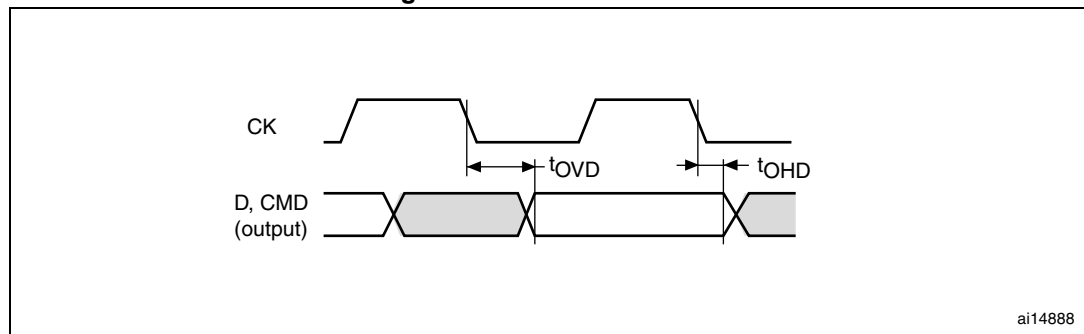 CK
tOVD
tOHD
D, CMD
(output)
ai14888